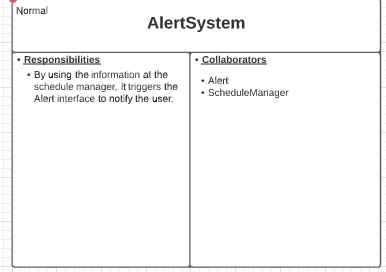 Normal
AlertSystem
• Responsibilities
• By using the information at the
schedule manager, it triggers the
Alert interface to notify the user.
• Collaborators
• Alert
• ScheduleManager